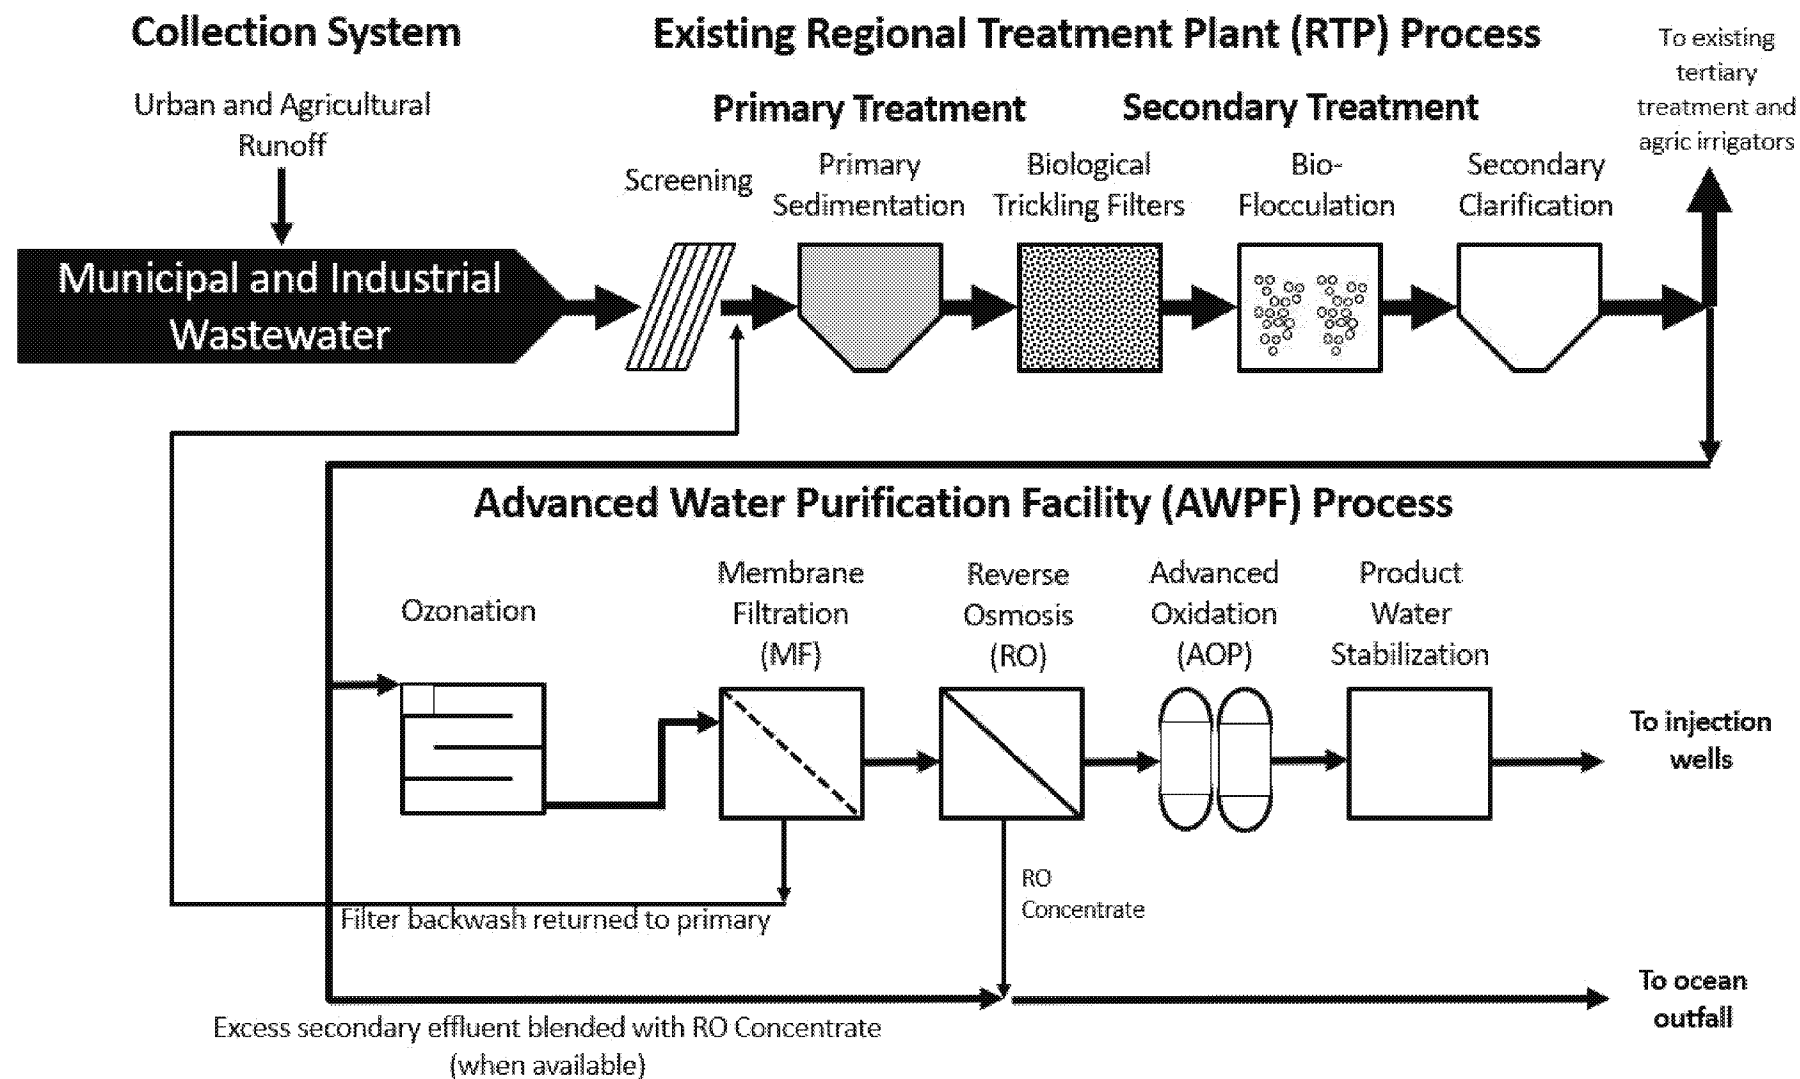 Collection System
Urban and Agricultural
Runoff
Municipal and Industrial
Wastewater
Existing Regional Treatment Plant (RTP) Process
Primary Treatment
Secondary Treatment
Screening
Primary
Sedimentation
Biological
Trickling Filters
Bio-
Flocculation
Secondary
Clarification
To existing
tertiary
treatment and
agric irrigators
Advanced Water Purification Facility (AWPF) Process
Ozonation
Membrane
Filtration
(MF)
Reverse
Osmosis
(RO)
Advanced
Oxidation
(AOP)
Product
Water
Stabilization
To injection
wells
RO
Concentrate
Filter backwash returned to primary
To ocean
outfall
Excess secondary effluent blended with RO Concentrate
(when available)